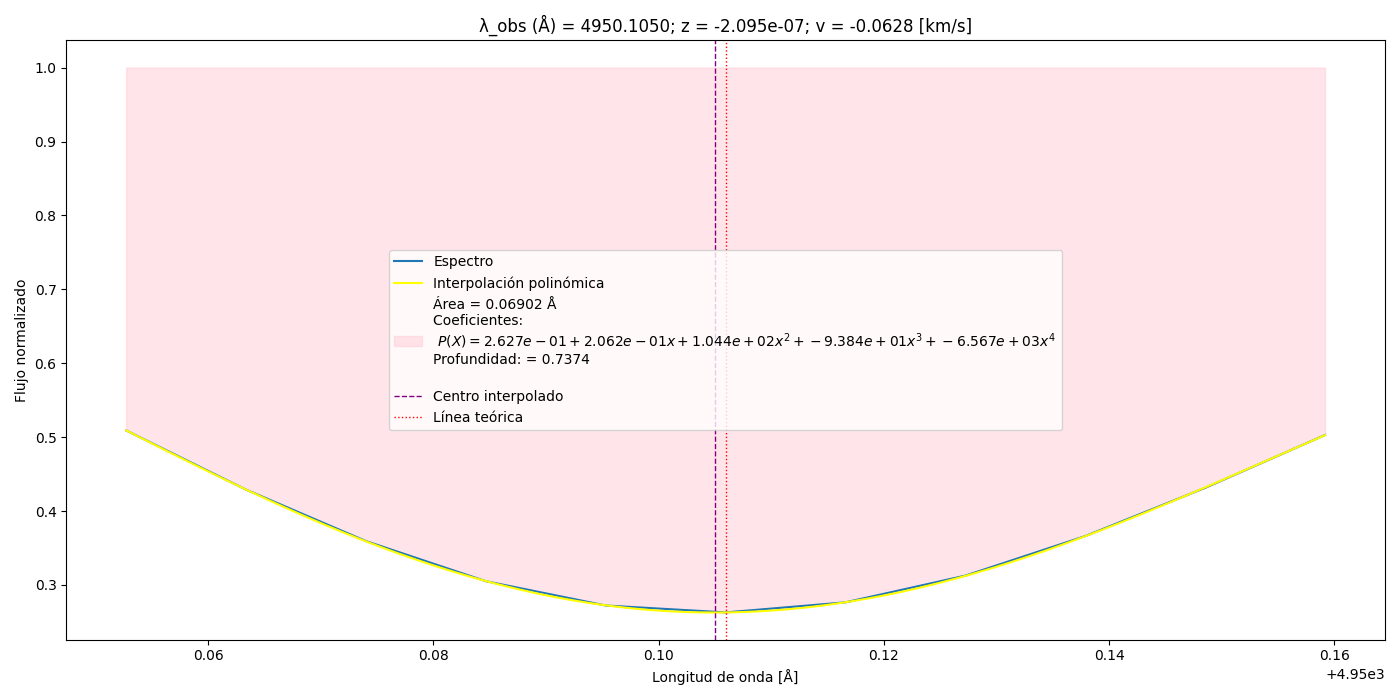 λ_obs (Å) = 4950.1050; z = -2.095e-07; v = -0.0628 [km/s]
1.0
0.9
0.8
0.7
0.6
0.5
0.4
0.3
Flujo normalizado
Espectro
Interpolación polinómica
Área = 0.06902 Å
Coeficientes:
P(X) = 2.627e − 01 + 2.062e − 01x + 1.044e + 02x² + −9.384e + 01x³ + −6.567e + 03x⁴
Profundidad: = 0.7374
Centro interpolado
Línea teórica
0.06 0.08 0.10 0.12 0.14 0.16
+4.95e3
Longitud de onda [Å]